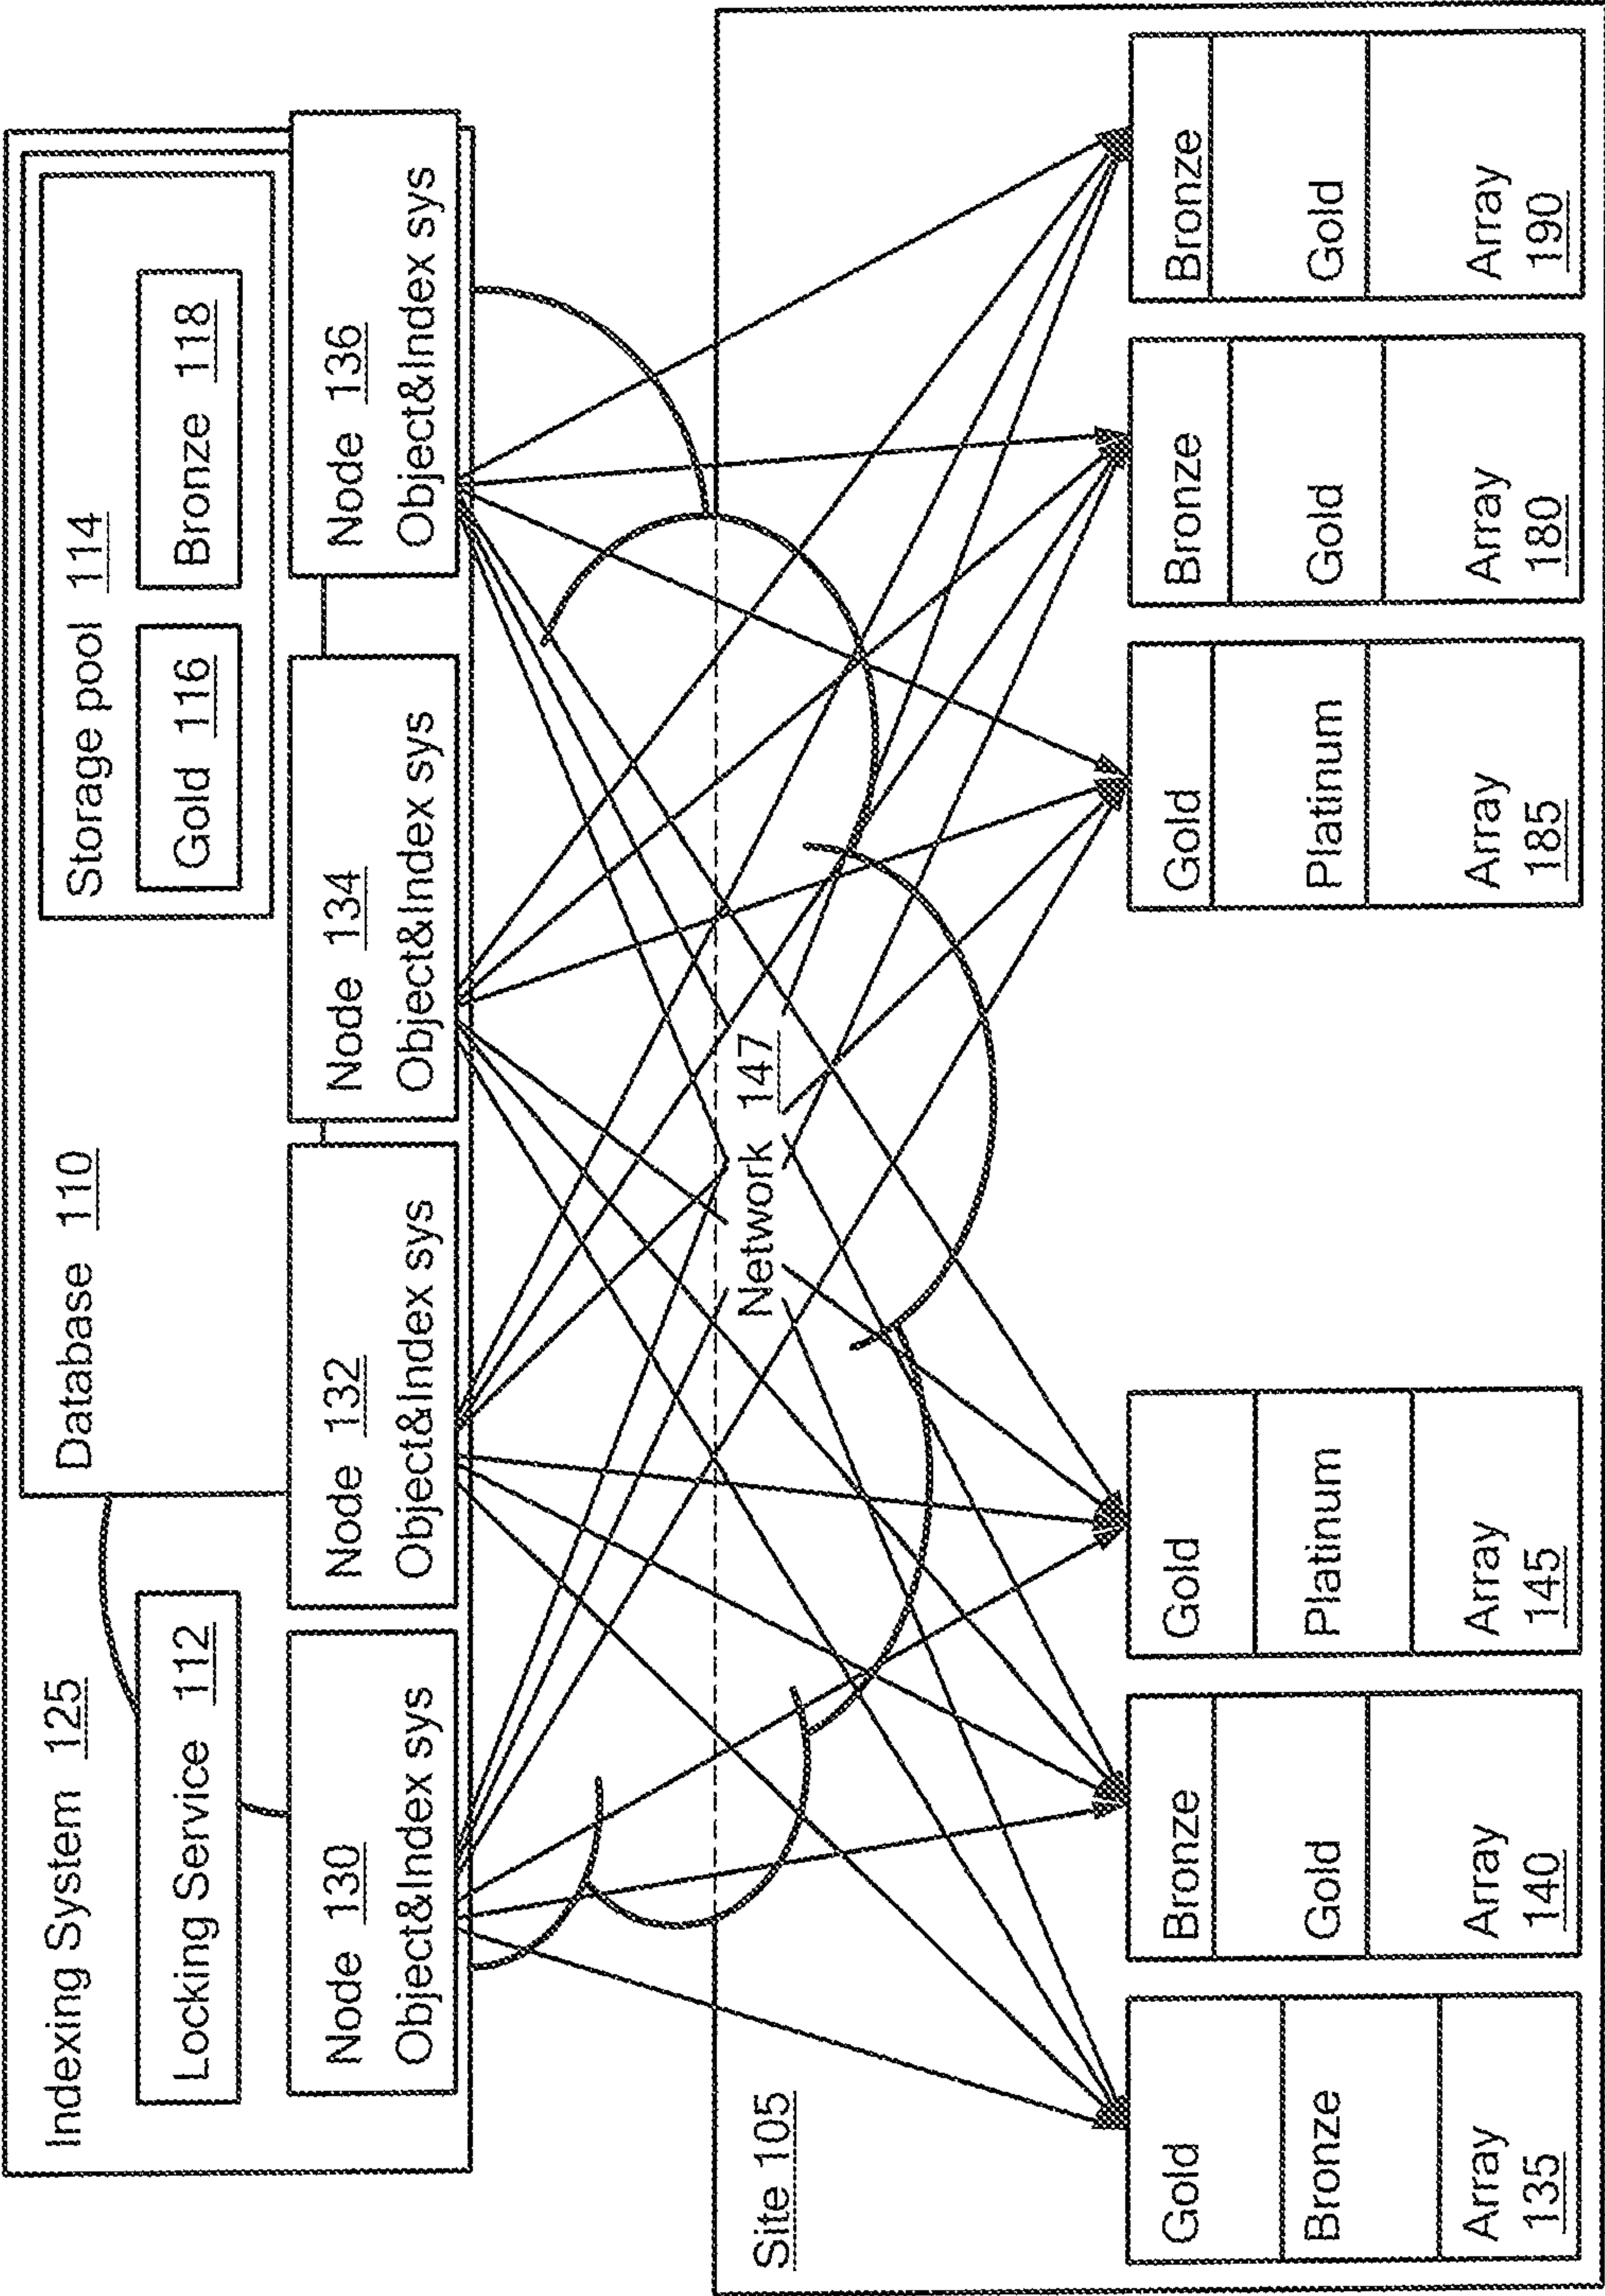 Indexing System 125
Database 110
Storage pool 114
Locking Service 112
Gold 116
Bronze 118
Node 130
Object&Index sys
Node 132
Object&Index sys
Node 134
Object&Index sys
Node 136
Object&Index sys
Site 105
Network 147
Gold
Bronze
Array
135
Bronze
Gold
Array
140
Gold
Platinum
Array
145
Gold
Platinum
Array
185
Bronze
Gold
Array
180
Bronze
Gold
Array
190